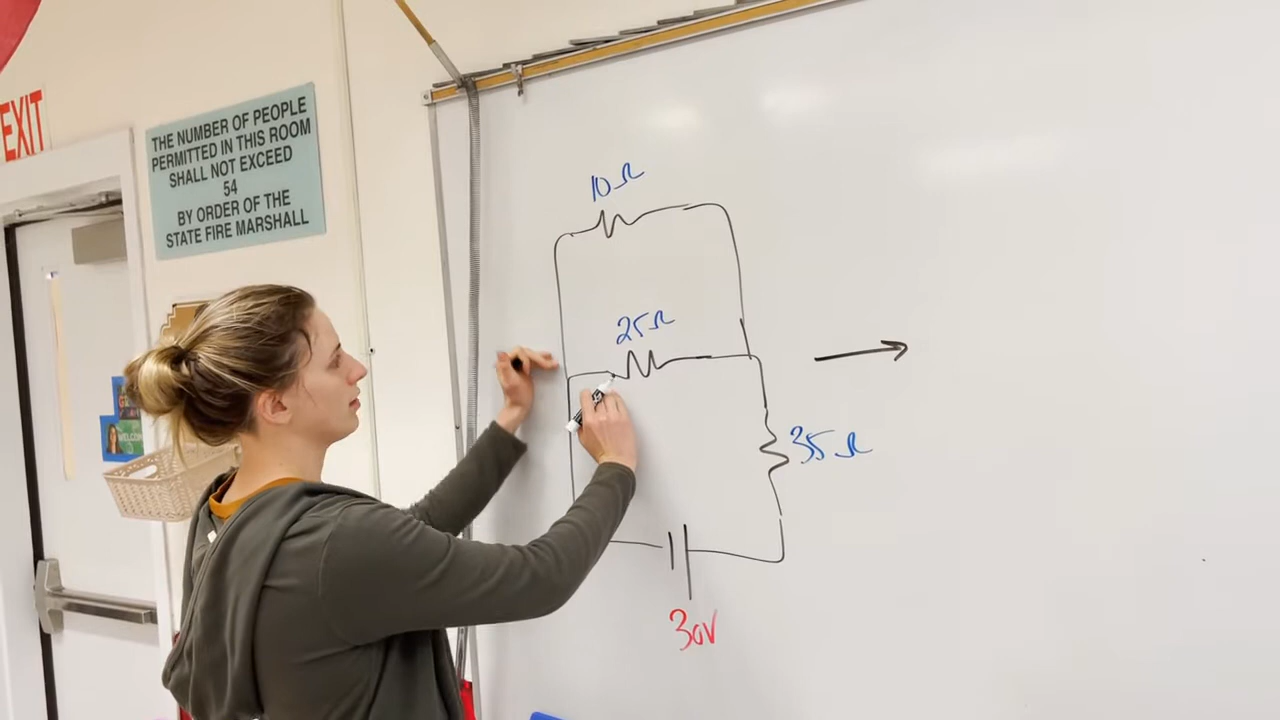 EXIT
THE NUMBER OF PEOPLE
PERMITTED IN THIS ROOM
SHALL NOT EXCEED
54
BY ORDER OF THE
STATE FIRE MARSHALL
10Ω
25Ω
35Ω
30V
WELCOME